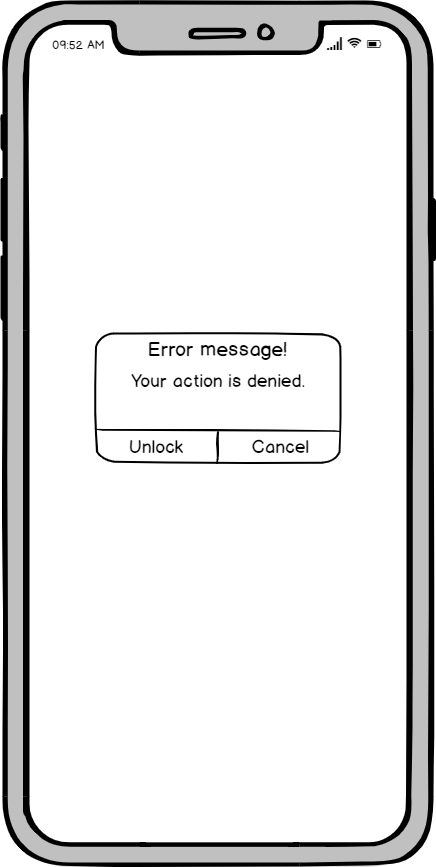 09:52 AM
Error message!
Your action is denied.
Unlock Cancel